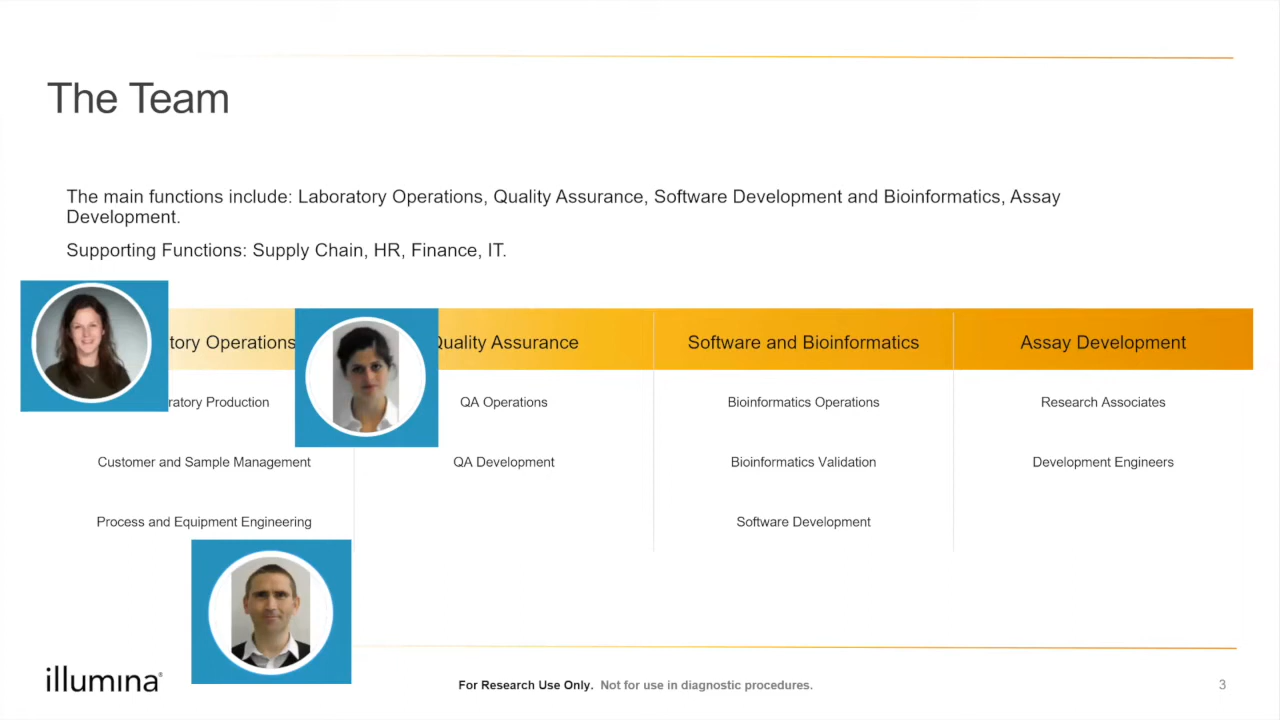 The Team
The main functions include: Laboratory Operations, Quality Assurance, Software Development and Bioinformatics, Assay
Development.
Supporting Functions: Supply Chain, HR, Finance, IT.
tory Operations
Quality Assurance
Software and Bioinformatics
Assay Development
ratory Production
QA Operations
Bioinformatics Operations
Research Associates
Customer and Sample Management
QA Development
Bioinformatics Validation
Development Engineers
Process and Equipment Engineering
Software Development
illumina®
For Research Use Only. Not for use in diagnostic procedures.
3